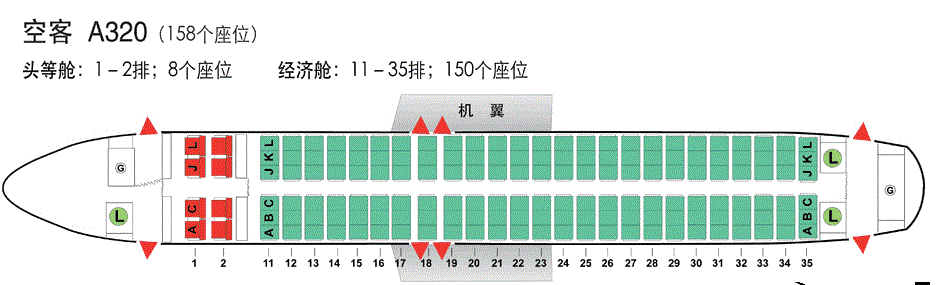 空客 A320（158个座位）
头等舱：1－2排；8个座位 经济舱：11－35排；150个座位
机 翼
G
L
J L
A C
J K L
A B C
J K L
A B C
L
L
G
1 2 11 12 13 14 15 16 17 18 19 20 21 22 23 24 25 26 27 28 29 30 31 32 33 34 35